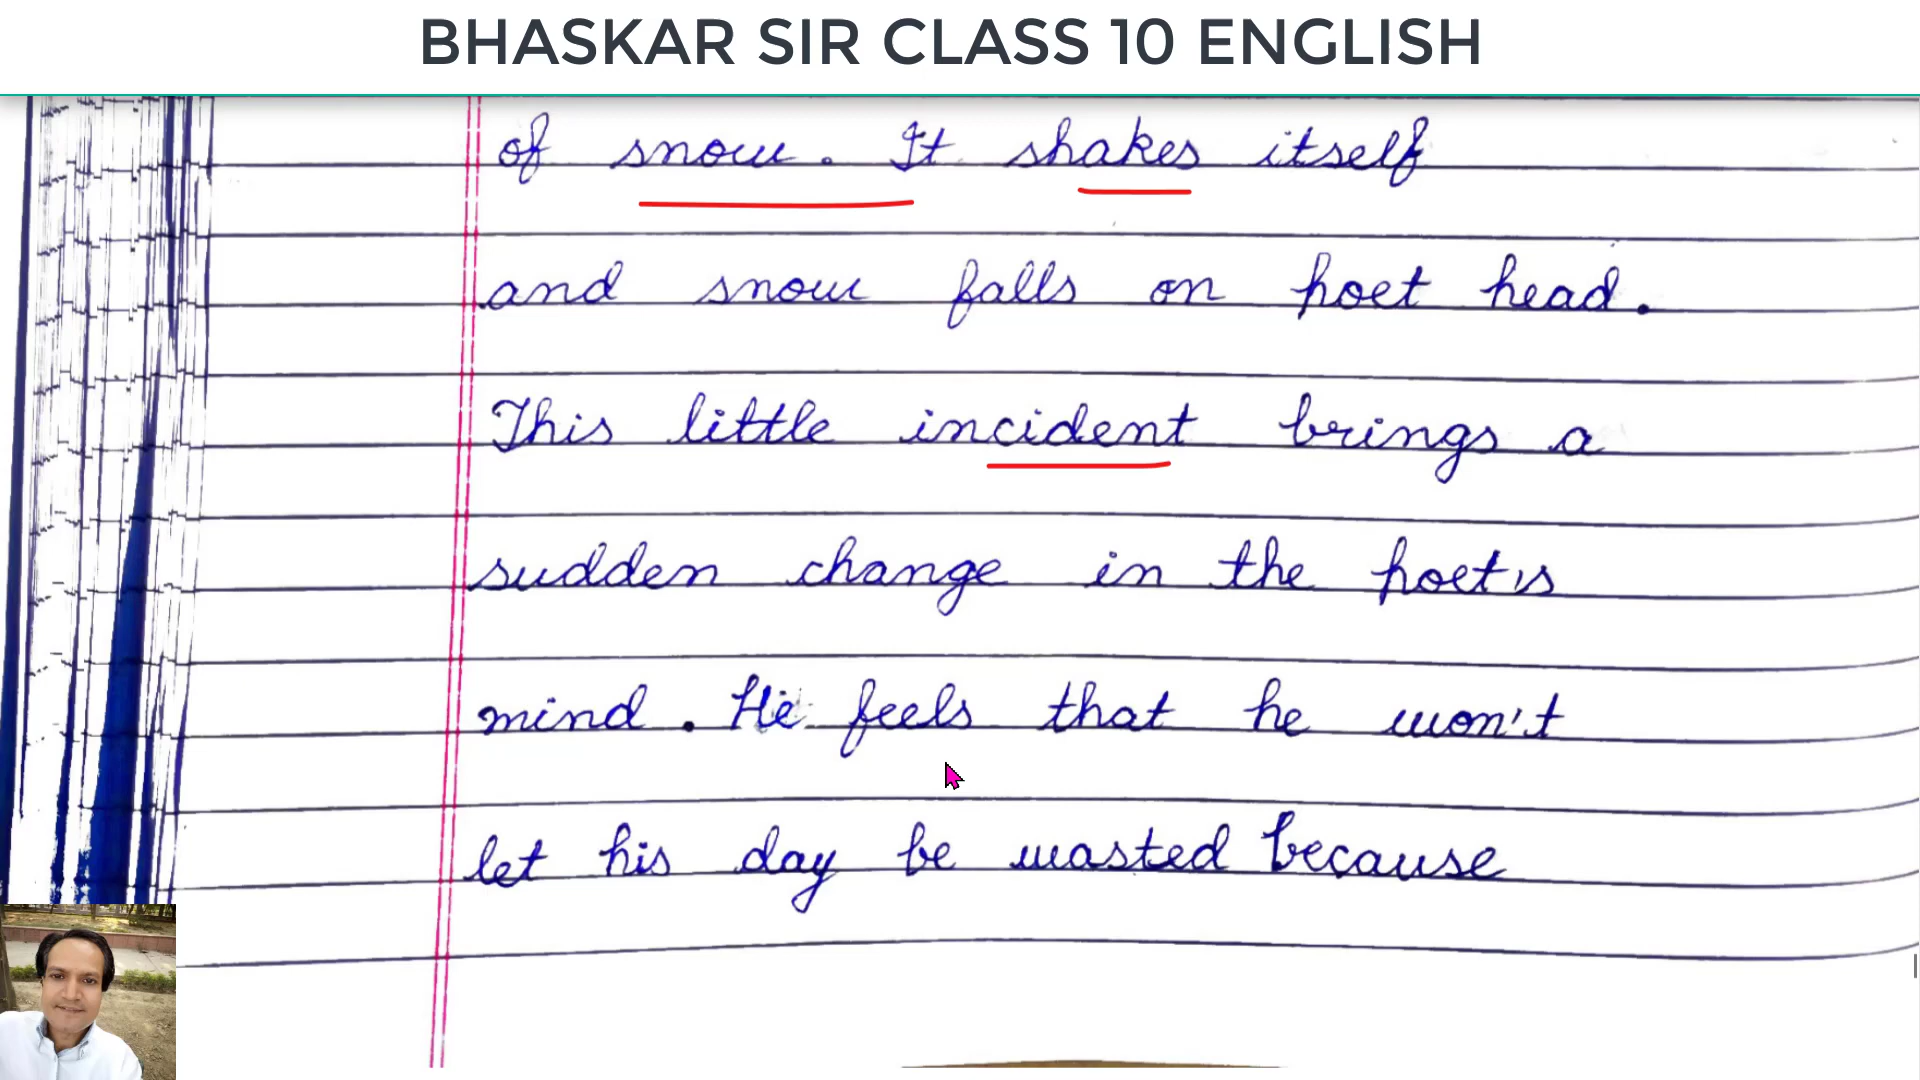 BHASKAR SIR CLASS 10 ENGLISH
of snow. It shakes itself
and snow falls on poet head.
This little incident brings a
sudden change in the poet's
mind. He feels that he won't
let his day be wasted because